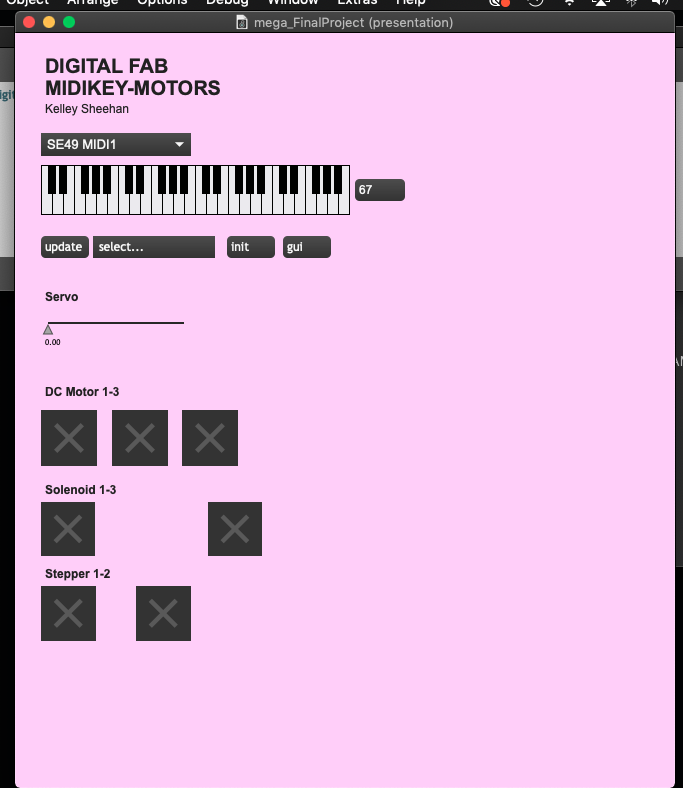 Object Arrange Options Debug Window Extras Help
mega_FinalProject (presentation)
DIGITAL FAB
MIDIKEY-MOTORS
Kelley Sheehan
SE49 MIDI1
67
update select... init gui
Servo
0.00
DC Motor 1-3
Solenoid 1-3
Stepper 1-2